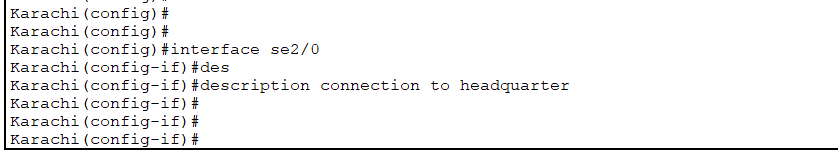 Karachi(config)#
Karachi(config)#
Karachi(config)#interface se2/0
Karachi(config-if)#des
Karachi(config-if)#description connection to headquarter
Karachi(config-if)#
Karachi(config-if)#
Karachi(config-if)#